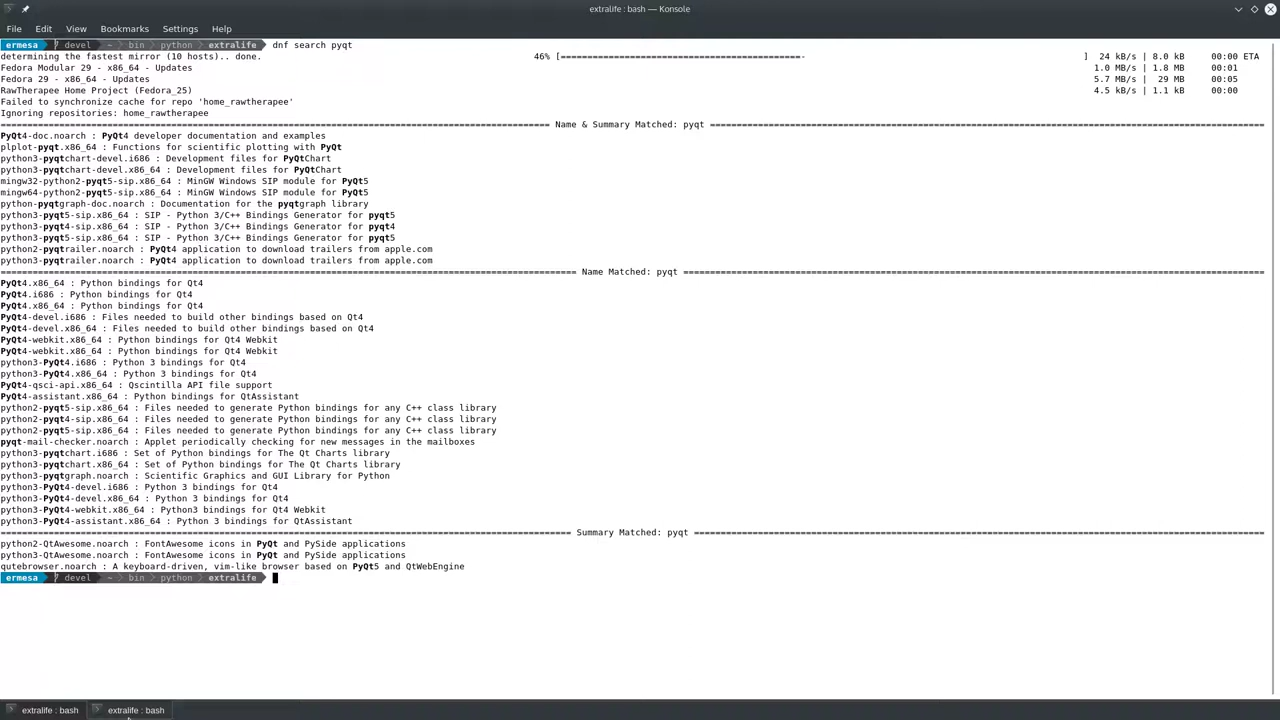 extralife : bash — Konsole
File Edit View Bookmarks Settings Help
ermesa devel ~ bin python extralife dnf search pyqt
determining the fastest mirror (10 hosts).. done. 46% [============================================- ] 24 kB/s | 8.0 kB 00:00 ETA
Fedora Modular 29 - x86_64 - Updates 1.0 MB/s | 1.8 MB 00:01
Fedora 29 - x86_64 - Updates 5.7 MB/s | 29 MB 00:05
RawTherapee Home Project (Fedora_25) 4.5 kB/s | 1.1 kB 00:00
Failed to synchronize cache for repo 'home_rawtherapee'
Ignoring repositories: home_rawtherapee
Name & Summary Matched: pyqt
PyQt4-doc.noarch : PyQt4 developer documentation and examples
plplot-pyqt.x86_64 : Functions for scientific plotting with PyQt
python3-pyqtchart-devel.i686 : Development files for PyQtChart
python3-pyqtchart-devel.x86_64 : Development files for PyQtChart
mingw32-python2-pyqt5-sip.x86_64 : MinGW Windows SIP module for PyQt5
mingw64-python2-pyqt5-sip.x86_64 : MinGW Windows SIP module for PyQt5
python-pyqtgraph-doc.noarch : Documentation for the pyqtgraph library
python3-pyqt5-sip.x86_64 : SIP - Python 3/C++ Bindings Generator for pyqt5
python3-pyqt4-sip.x86_64 : SIP - Python 3/C++ Bindings Generator for pyqt4
python3-pyqt5-sip.x86_64 : SIP - Python 3/C++ Bindings Generator for pyqt5
python2-pyqtrailer.noarch : PyQt4 application to download trailers from apple.com
python3-pyqtrailer.noarch : PyQt4 application to download trailers from apple.com
Name Matched: pyqt
PyQt4.x86_64 : Python bindings for Qt4
PyQt4.i686 : Python bindings for Qt4
PyQt4.x86_64 : Python bindings for Qt4
PyQt4-devel.i686 : Files needed to build other bindings based on Qt4
PyQt4-devel.x86_64 : Files needed to build other bindings based on Qt4
PyQt4-webkit.x86_64 : Python bindings for Qt4 Webkit
PyQt4-webkit.x86_64 : Python bindings for Qt4 Webkit
python3-PyQt4.i686 : Python 3 bindings for Qt4
python3-PyQt4.x86_64 : Python 3 bindings for Qt4
PyQt4-qsci-api.x86_64 : Qscintilla API file support
PyQt4-assistant.x86_64 : Python bindings for QtAssistant
python2-pyqt5-sip.x86_64 : Files needed to generate Python bindings for any C++ class library
python2-pyqt4-sip.x86_64 : Files needed to generate Python bindings for any C++ class library
python2-pyqt5-sip.x86_64 : Files needed to generate Python bindings for any C++ class library
pyqt-mail-checker.noarch : Applet periodically checking for new messages in the mailboxes
python3-pyqtchart.i686 : Set of Python bindings for The Qt Charts library
python3-pyqtchart.x86_64 : Set of Python bindings for The Qt Charts library
python3-pyqtgraph.noarch : Scientific Graphics and GUI Library for Python
python3-PyQt4-devel.i686 : Python 3 bindings for Qt4
python3-PyQt4-devel.x86_64 : Python 3 bindings for Qt4
python3-PyQt4-webkit.x86_64 : Python3 bindings for Qt4 Webkit
python3-PyQt4-assistant.x86_64 : Python 3 bindings for QtAssistant
Summary Matched: pyqt
python2-QtAwesome.noarch : FontAwesome icons in PyQt and PySide applications
python3-QtAwesome.noarch : FontAwesome icons in PyQt and PySide applications
qutebrowser.noarch : A keyboard-driven, vim-like browser based on PyQt5 and QtWebEngine
ermesa devel ~ bin python extralife
extralife : bash extralife : bash